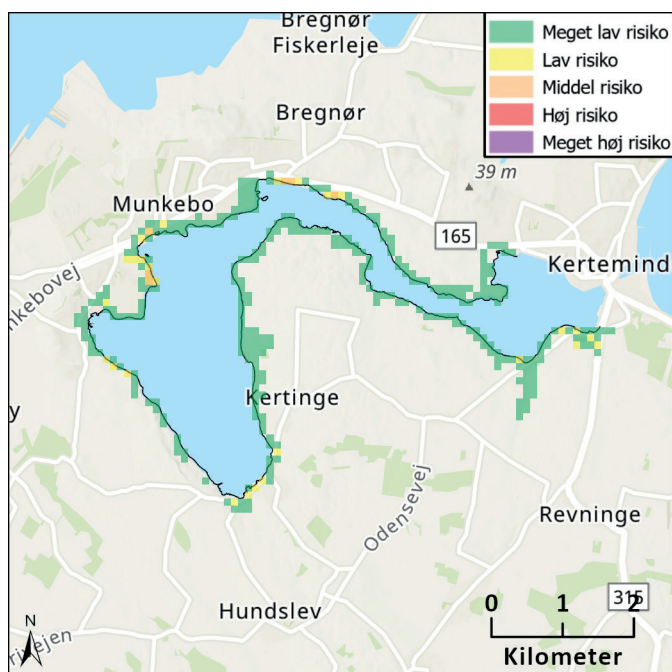 Bregnør
Fiskerleje
Meget lav risiko
Lav risiko
Middel risiko
Høj risiko
Meget høj risiko
Bregnør
39 m
Munkebo
165
Kertemind
nkebovej
y
Kertinge
Odensevej
Revninge
Hundslev
315
0 1 2
Kilometer
N
rivejen